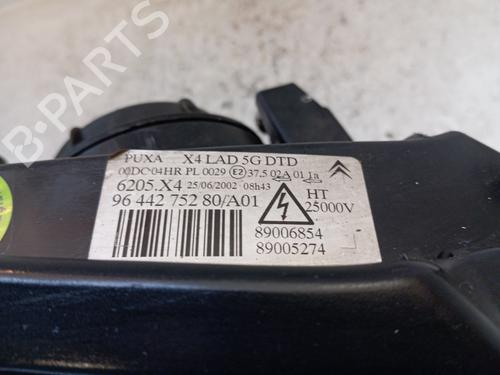 PUXA X4 LAD 5G DTD
00DC04HR PL 0029 E2 37,5 02A 01 1a
6205.X4 25/06/2002 08h43
96 442 752 80/A01
HT
25000V
89006854
89005274
B-PARTS